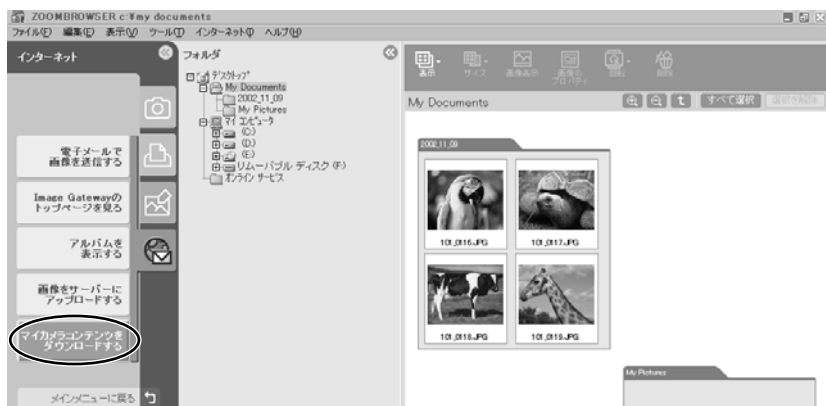 ZOOMBROWSER c:¥my documents
ファイル(F) 編集(E) 表示(V) ツール(T) インターネット(I) ヘルプ(H)
インターネット
電子メールで
画像を送信する
Image Gatewayの
トップページを見る
アルバムを
表示する
画像をサーバーに
アップロードする
マイカメラコンテンツを
ダウンロードする
メインメニューに戻る
フォルダ
デスクトップ
My Documents
2002_11_09
My Pictures
マイ コンピュータ
(C:)
(D:)
(E:)
リムーバブル ディスク (F:)
オンライン サービス
表示
サイズ
画像表示
画像の
プロパティ
回転
削除
My Documents
すべて選択
選択を解除
2002_11_09
101_0116.JPG
101_0117.JPG
101_0118.JPG
101_0119.JPG
My Pictures